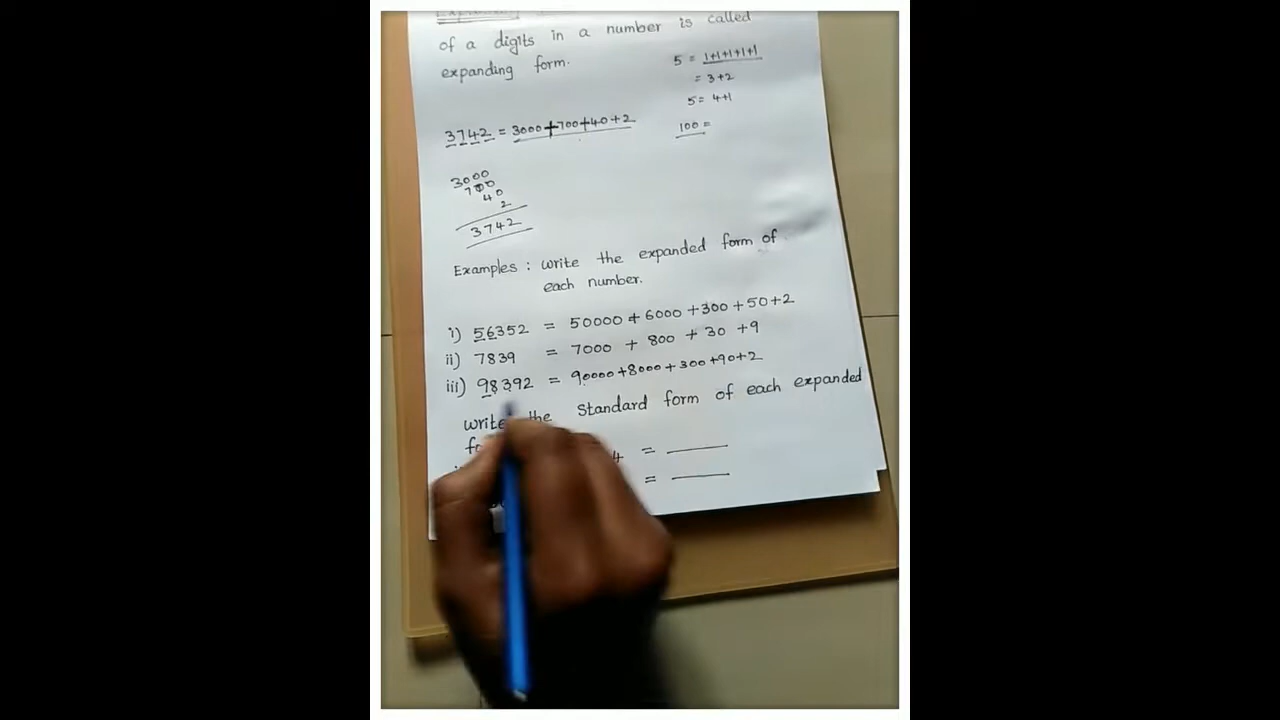 of a digits in a number is called
expanding form.
5 = 1+1+1+1+1
= 3+2
5= 4+1
100 =
3742 = 3000+700+40+2
3000
700
40
2
3742
Examples : write the expanded form of
each number.
i) 56352 = 50000 + 6000 +300 +50+2
ii) 7839 = 7000 + 800 + 30 +9
iii) 98392 = 90000+8000+300+90+2
write the standard form of each expanded
4 =
=